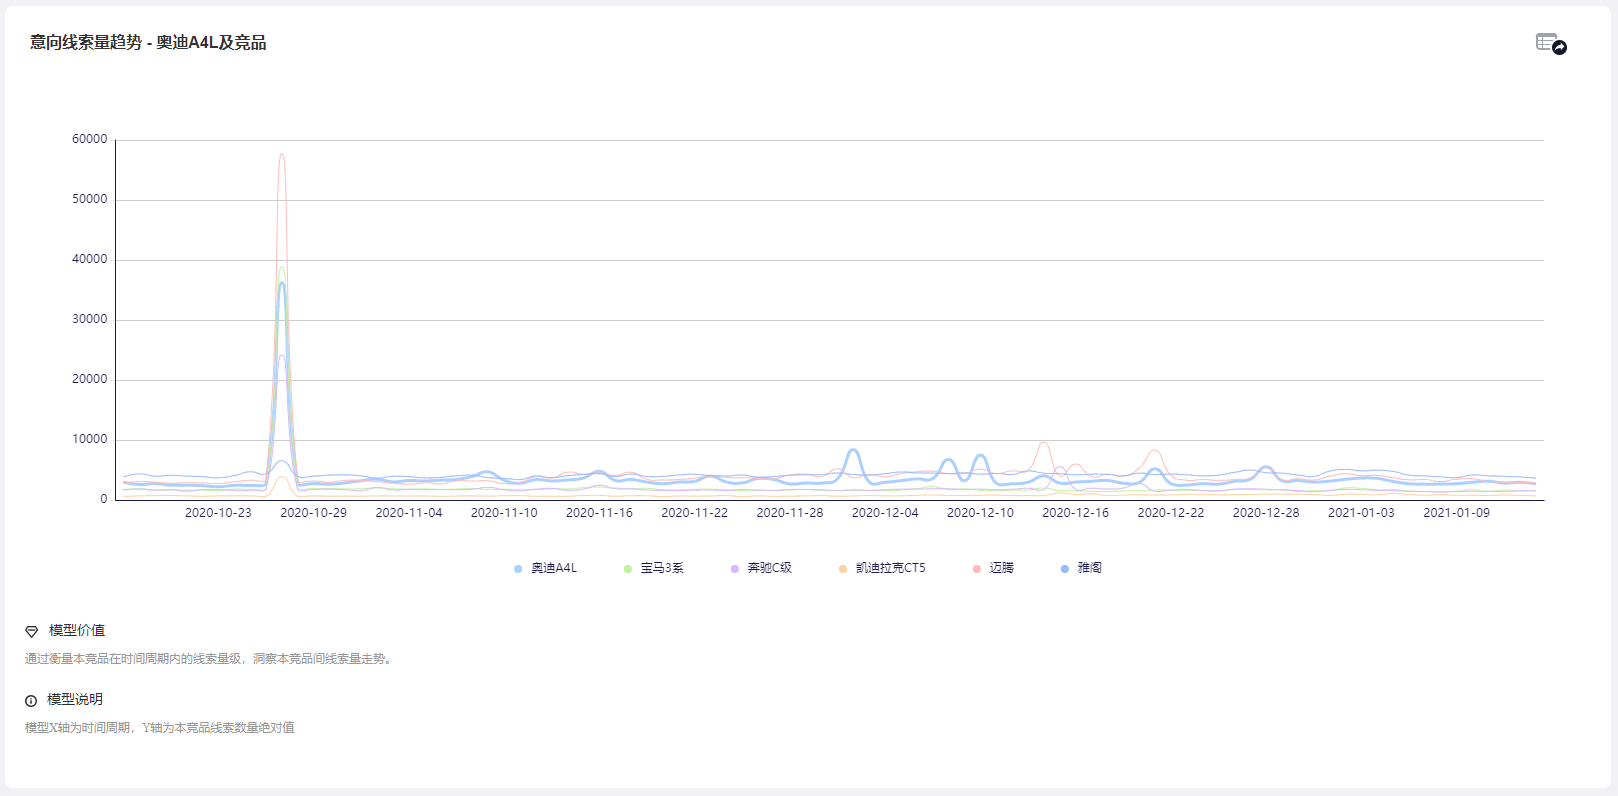 意向线索量趋势 - 奥迪A4L及竞品
60000
50000
40000
30000
20000
10000
0
2020-10-23 2020-10-29 2020-11-04 2020-11-10 2020-11-16 2020-11-22 2020-11-28 2020-12-04 2020-12-10 2020-12-16 2020-12-22 2020-12-28 2021-01-03 2021-01-09
奥迪A4L 宝马3系 奔驰C级 凯迪拉克CT5 迈腾 雅阁
模型价值
通过衡量本竞品在时间周期内的线索量级，洞察本竞品间线索量走势。
模型说明
模型X轴为时间周期，Y轴为本竞品线索数量绝对值